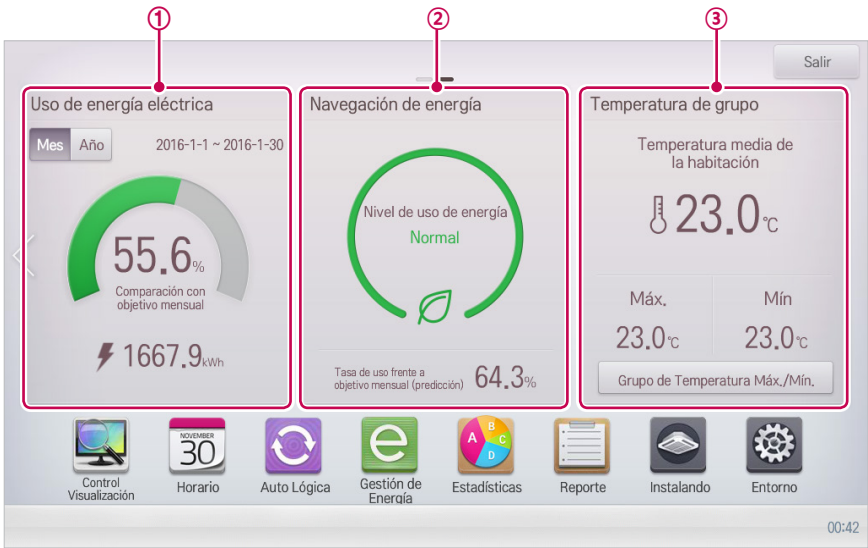 ① ② ③
Salir
Uso de energía eléctrica
Mes Año 2016-1-1 ~ 2016-1-30
55.6%
Comparación con
objetivo mensual
1667.9kWh
Navegación de energía
Nivel de uso de energía
Normal
Tasa de uso frente a
objetivo mensual (predicción) 64.3%
Temperatura de grupo
Temperatura media de
la habitación
23.0°C
Máx. Mín
23.0°C 23.0°C
Grupo de Temperatura Máx./Mín.
NOVEMBER
30
e
A B C D
Control
Visualización
Horario
Auto Lógica
Gestión de
Energía
Estadísticas
Reporte
Instalando
Entorno
00:42